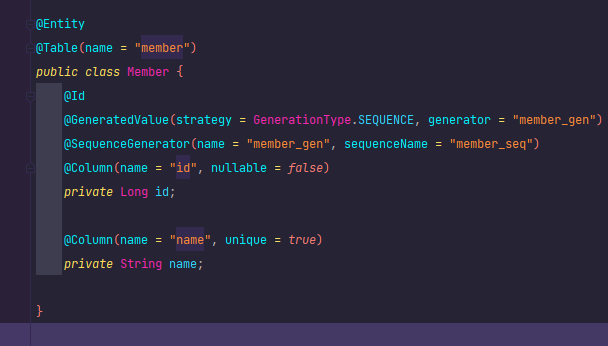 @Entity
@Table(name = "member")
public class Member {
@Id
@GeneratedValue(strategy = GenerationType.SEQUENCE, generator = "member_gen")
@SequenceGenerator(name = "member_gen", sequenceName = "member_seq")
@Column(name = "id", nullable = false)
private Long id;
@Column(name = "name", unique = true)
private String name;
}